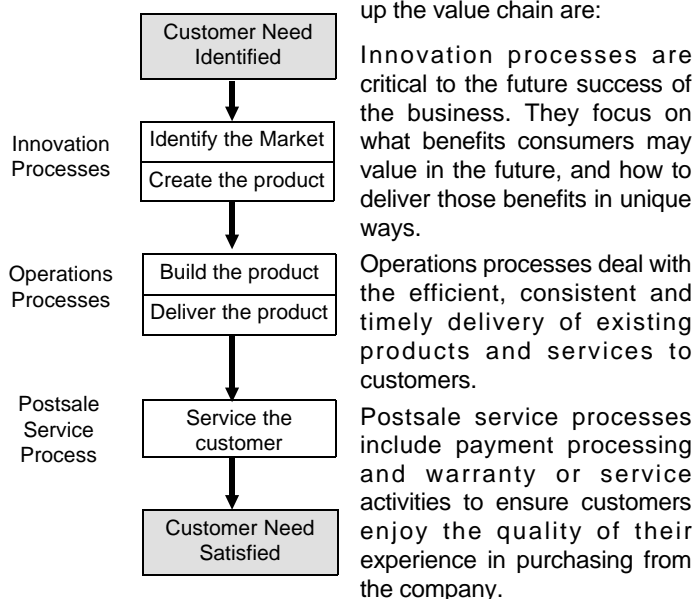 Customer Need
Identified
Innovation
Processes
Identify the Market
Create the product
Operations
Processes
Build the product
Deliver the product
Postsale
Service
Process
Service the
customer
Customer Need
Satisfied
up the value chain are:
Innovation processes are
critical to the future success of
the business. They focus on
what benefits consumers may
value in the future, and how to
deliver those benefits in unique
ways.
Operations processes deal with
the efficient, consistent and
timely delivery of existing
products and services to
customers.
Postsale service processes
include payment processing
and warranty or service
activities to ensure customers
enjoy the quality of their
experience in purchasing from
the company.